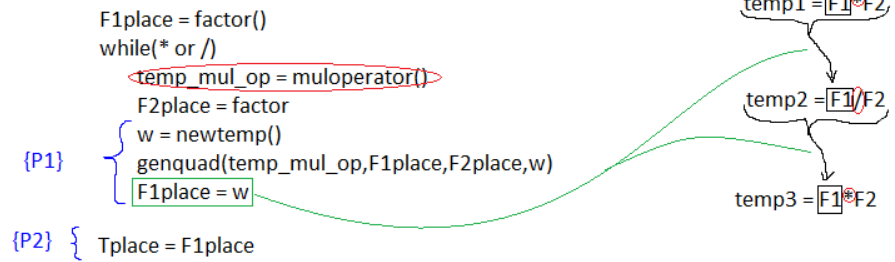 F1place = factor()
while(* or /)
temp_mul_op = muloperator()
F2place = factor
{P1}
w = newtemp()
genquad(temp_mul_op,F1place,F2place,w)
F1place = w
{P2}
Tplace = F1place
temp1 = F1*F2
temp2 = F1/F2
temp3 = F1*F2